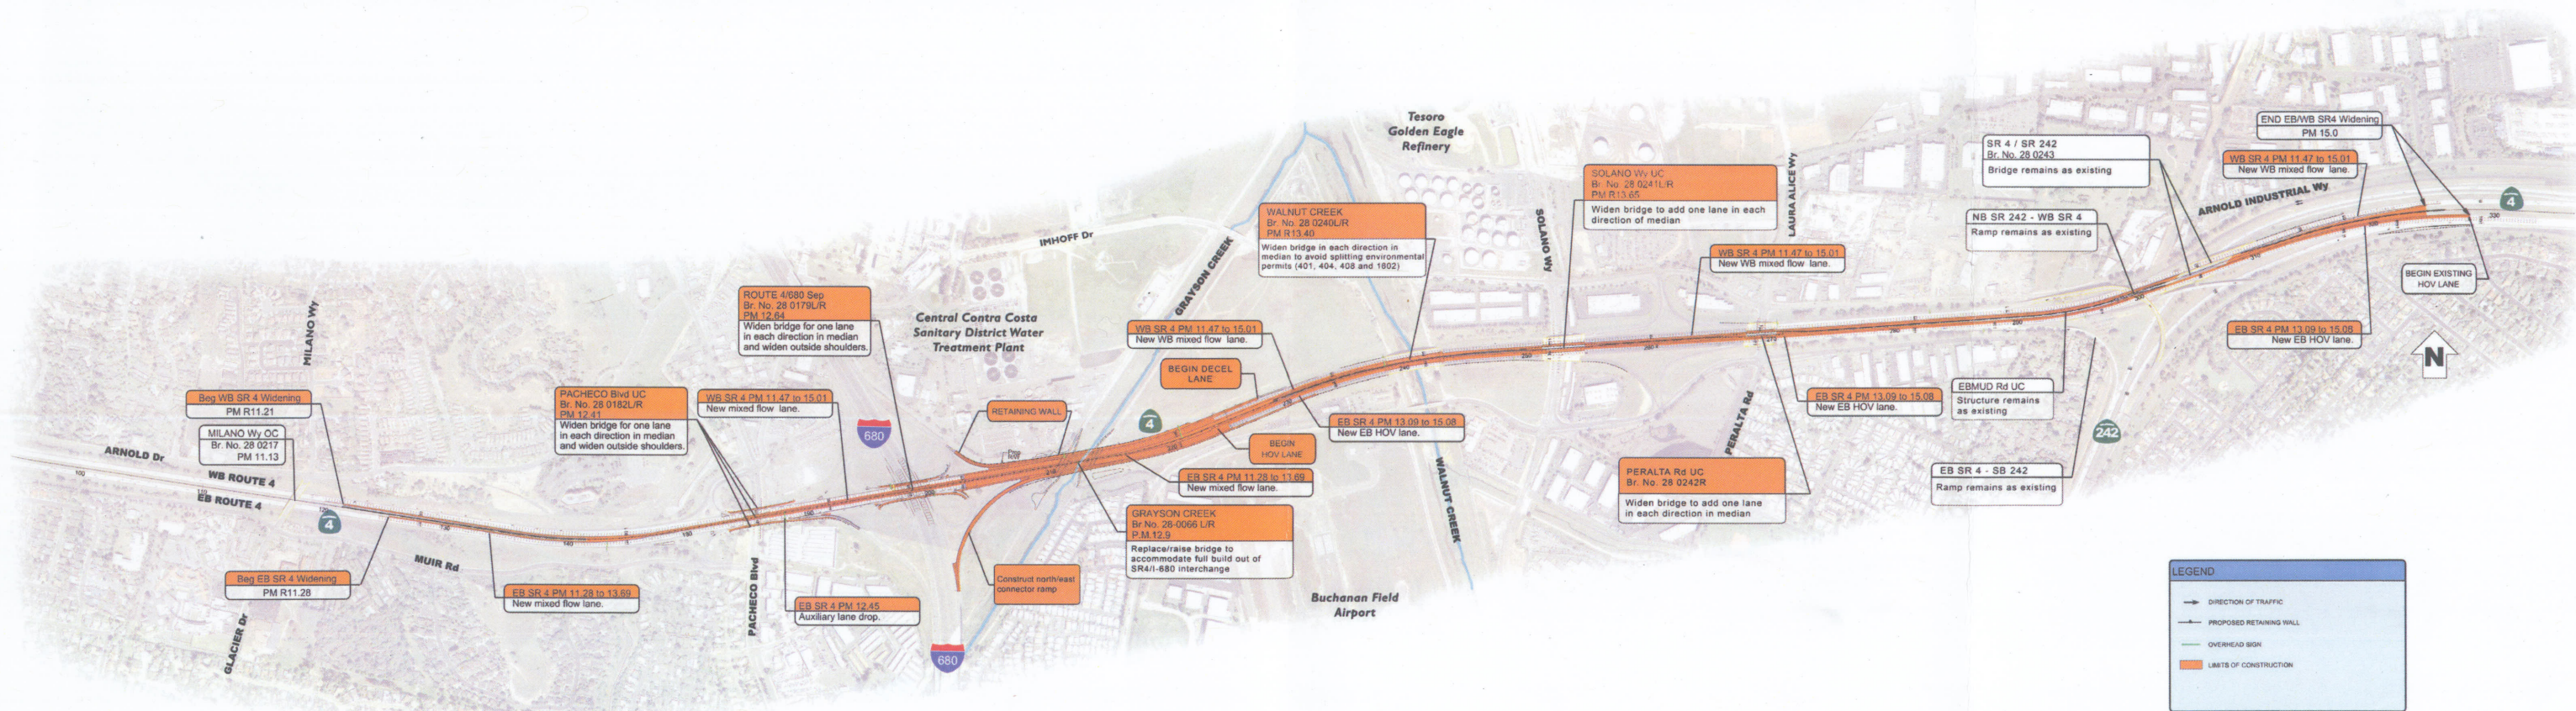 Tesoro
Golden Eagle
Refinery
END EB/WB SR4 Widening
PM 15.0
SR 4 / SR 242
Br. No. 28 0243
Bridge remains as existing
WB SR 4 PM 11.47 to 15.01
New WB mixed flow lane.
ARNOLD INDUSTRIAL Wy
4
SOLANO Wy UC
Br. No. 28 0241L/R
PM R13.65
Widen bridge to add one lane in each
direction of median
LAURA ALICE Wy
WALNUT CREEK
Br. No. 28 0240L/R
PM R13.40
Widen bridge in each direction in
median to avoid splitting environmental
permits (401, 404, 408 and 1602)
SOLANO Wy
NB SR 242 - WB SR 4
Ramp remains as existing
IMHOFF Dr
GRAYSON CREEK
WB SR 4 PM 11.47 to 15.01
New WB mixed flow lane.
BEGIN EXISTING
HOV LANE
MILANO Wy
ROUTE 4/680 Sep
Br. No. 28 0179L/R
PM 12.64
Widen bridge for one lane
in each direction in median
and widen outside shoulders.
Central Contra Costa
Sanitary District Water
Treatment Plant
WB SR 4 PM 11.47 to 15.01
New WB mixed flow lane.
EB SR 4 PM 13.09 to 15.08
New EB HOV lane.
N
BEGIN DECEL
LANE
Beg WB SR 4 Widening
PM R11.21
PACHECO Blvd UC
Br. No. 28 0182L/R
PM 12.41
Widen bridge for one lane
in each direction in median
and widen outside shoulders.
WB SR 4 PM 11.47 to 15.01
New mixed flow lane.
EBMUD Rd UC
Structure remains
as existing
EB SR 4 PM 13.09 to 15.08
New EB HOV lane.
PERALTA Rd
RETAINING WALL
4
680
EB SR 4 PM 13.09 to 15.08
New EB HOV lane.
242
MILANO Wy OC
Br. No. 28 0217
PM 11.13
BEGIN
HOV LANE
ARNOLD Dr
WB ROUTE 4
EB ROUTE 4
4
EB SR 4 PM 11.28 to 13.69
New mixed flow lane.
WALNUT CREEK
PERALTA Rd UC
Br. No. 28 0242R
Widen bridge to add one lane
in each direction in median
EB SR 4 - SB 242
Ramp remains as existing
GRAYSON CREEK
Br No. 28-0066 L/R
P.M.12.9
Replace/raise bridge to
accommodate full build out of
SR4/I-680 interchange
MUIR Rd
Beg EB SR 4 Widening
PM R11.28
EB SR 4 PM 11.28 to 13.69
New mixed flow lane.
PACHECO Blvd
Construct north/east
connector ramp
EB SR 4 PM 12.45
Auxiliary lane drop.
Buchanan Field
Airport
GLACIER Dr
680
LEGEND
DIRECTION OF TRAFFIC
PROPOSED RETAINING WALL
OVERHEAD SIGN
LIMITS OF CONSTRUCTION